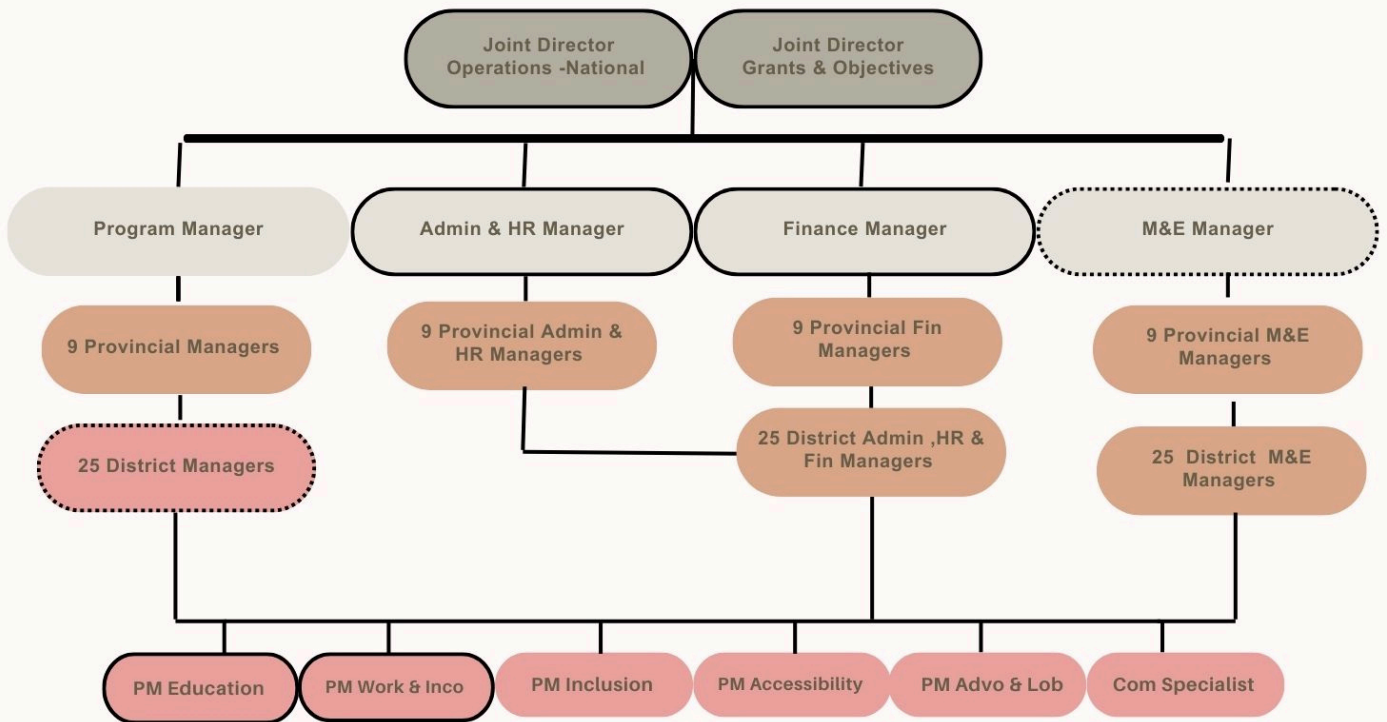 Joint Director
Operations -National
Joint Director
Grants & Objectives
Program Manager
Admin & HR Manager
Finance Manager
M&E Manager
9 Provincial Managers
9 Provincial Admin &
HR Managers
9 Provincial Fin
Managers
9 Provincial M&E
Managers
25 District Managers
25 District Admin ,HR &
Fin Managers
25 District M&E
Managers
PM Education
PM Work & Inco
PM Inclusion
PM Accessibility
PM Advo & Lob
Com Specialist